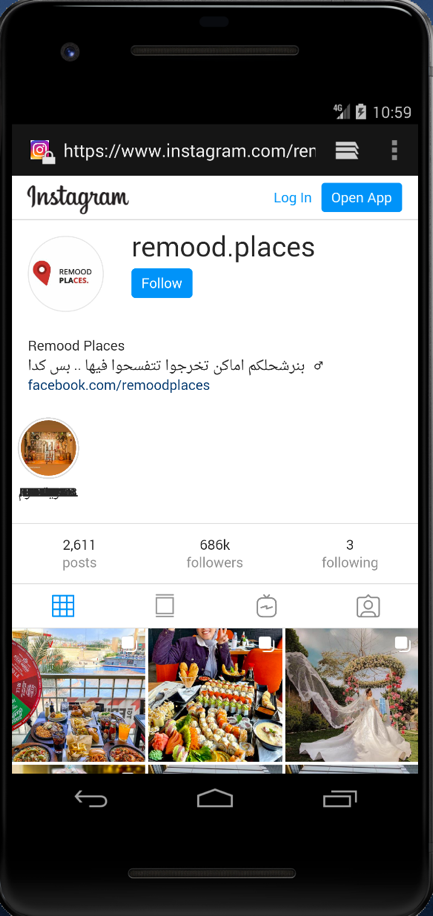 4G 10:59
https://www.instagram.com/ren
Instagram
Log In
Open App
remood.places
REMOOD
PLACES.
Follow
Remood Places
بنرشحلكم اماكن تخرجوا تتفسحوا فيها .. بس كدا ♂
facebook.com/remoodplaces
2,611
posts
686k
followers
3
following